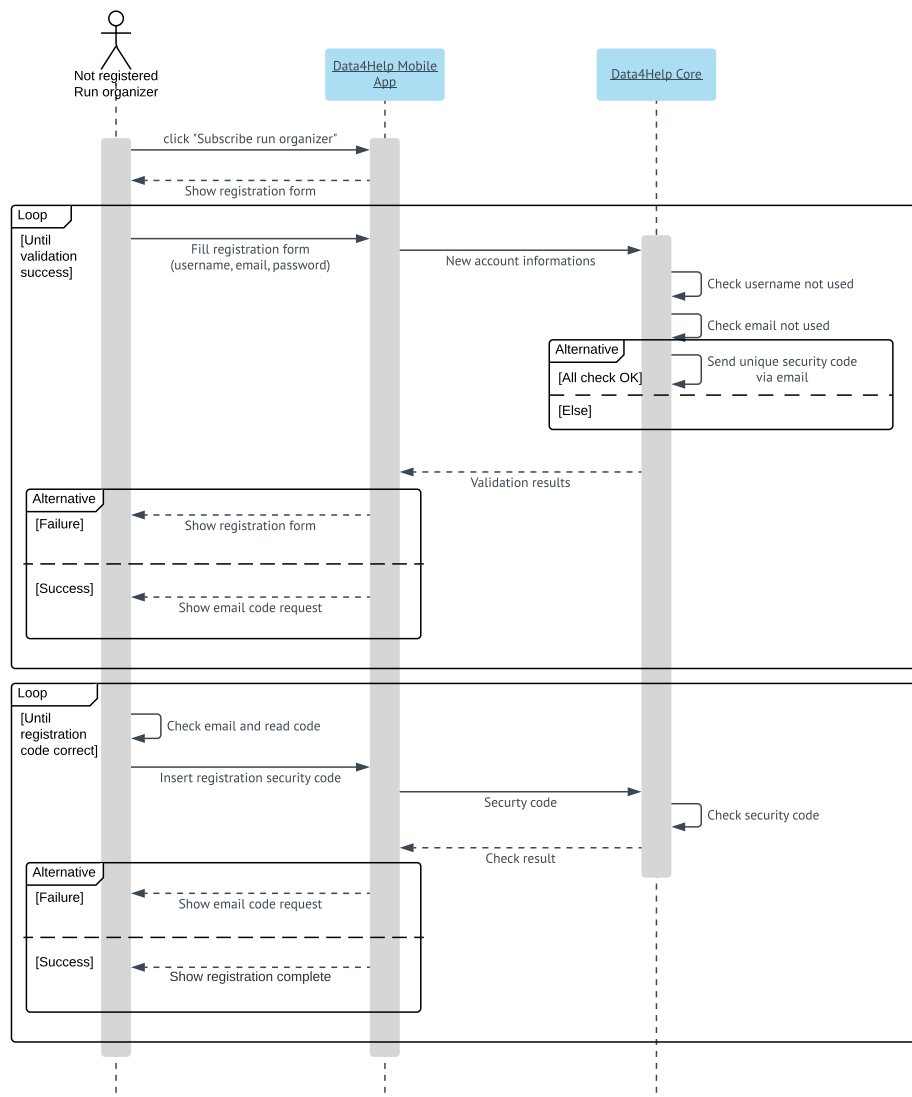 Not registered
Run organizer
Data4Help Mobile
App
Data4Help Core
click "Subscribe run organizer"
Show registration form
Loop
[Until
validation
success]
Fill registration form
(username, email, password)
New account informations
Check username not used
Check email not used
Alternative
[All check OK]
Send unique security code
via email
[Else]
Validation results
Alternative
[Failure]
Show registration form
[Success]
Show email code request
Loop
[Until
registration
code correct]
Check email and read code
Insert registration security code
Securty code
Check security code
Check result
Alternative
[Failure]
Show email code request
[Success]
Show registration complete